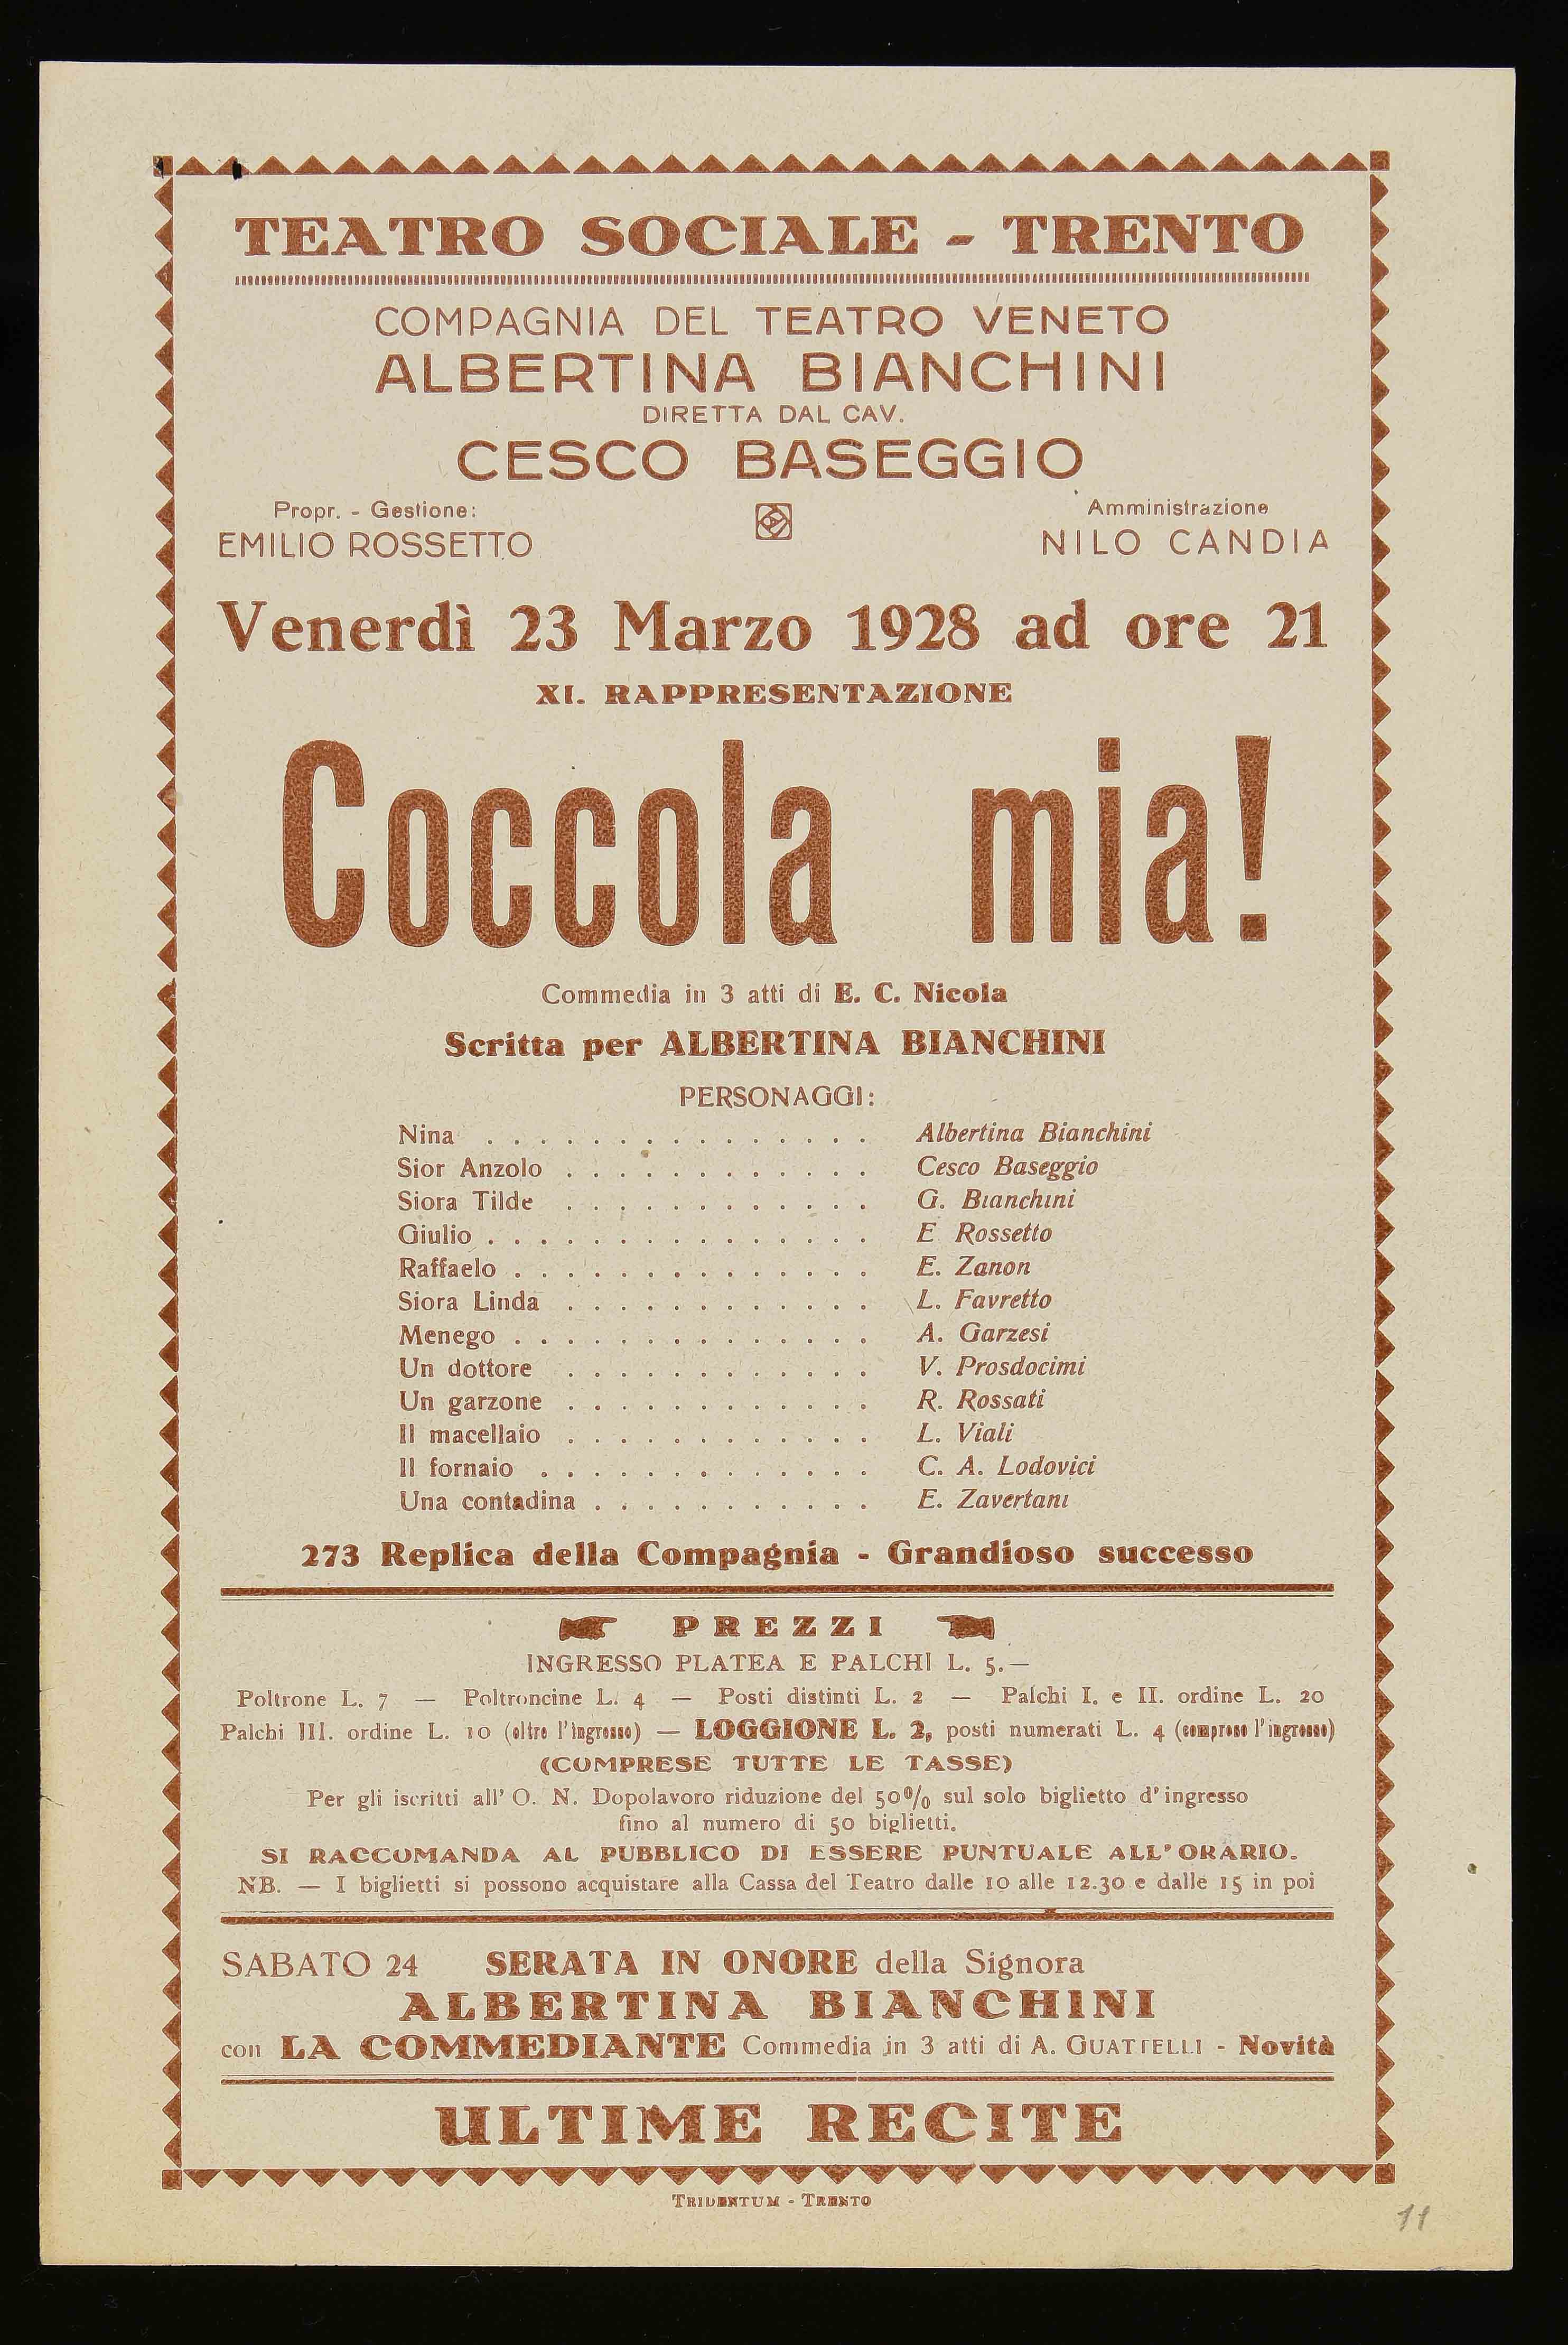 TEATRO SOCIALE - TRENTO
COMPAGNIA DEL TEATRO VENETO
ALBERTINA BIANCHINI
DIRETTA DAL CAV.
CESCO BASEGGIO
Propr. - Gestione:
EMILIO ROSSETTO
Amministrazione
NILO CANDIA
Venerdì 23 Marzo 1928 ad ore 21
XI. RAPPRESENTAZIONE
Coccola mia!
Commedia in 3 atti di E. C. Nicola
Scritta per ALBERTINA BIANCHINI
PERSONAGGI:
Nina . . . . . . . . . . . . . . . Albertina Bianchini
Sior Anzolo . . . . . . . . . . . . Cesco Baseggio
Siora Tilde . . . . . . . . . . . . G. Bianchini
Giulio . . . . . . . . . . . . . . . E Rossetto
Raffaelo . . . . . . . . . . . . . . E. Zanon
Siora Linda . . . . . . . . . . . . L. Favretto
Menego . . . . . . . . . . . . . . A. Garzesi
Un dottore . . . . . . . . . . . . V. Prosdocimi
Un garzone . . . . . . . . . . . . R. Rossati
Il macellaio . . . . . . . . . . . . L. Viali
Il fornaio . . . . . . . . . . . . . C. A. Lodovici
Una contadina . . . . . . . . . . . E. Zavertani
273 Replica della Compagnia - Grandioso successo
PREZZI
INGRESSO PLATEA E PALCHI L. 5.—
Poltrone L. 7 — Poltroncine L. 4 — Posti distinti L. 2 — Palchi I. e II. ordine L. 20
Palchi III. ordine L. 10 (oltre l'ingresso) — LOGGIONE L. 2, posti numerati L. 4 (compreso l'ingresso)
(COMPRESE TUTTE LE TASSE)
Per gli iscritti all' O. N. Dopolavoro riduzione del 50% sul solo biglietto d'ingresso
fino al numero di 50 biglietti.
SI RACCOMANDA AL PUBBLICO DI ESSERE PUNTUALE ALL'ORARIO.
NB. — I biglietti si possono acquistare alla Cassa del Teatro dalle 10 alle 12.30 e dalle 15 in poi
SABATO 24 SERATA IN ONORE della Signora
ALBERTINA BIANCHINI
con LA COMMEDIANTE Commedia in 3 atti di A. GUATTELLI - Novità
ULTIME RECITE
TRIDENTUM - TRENTO
11